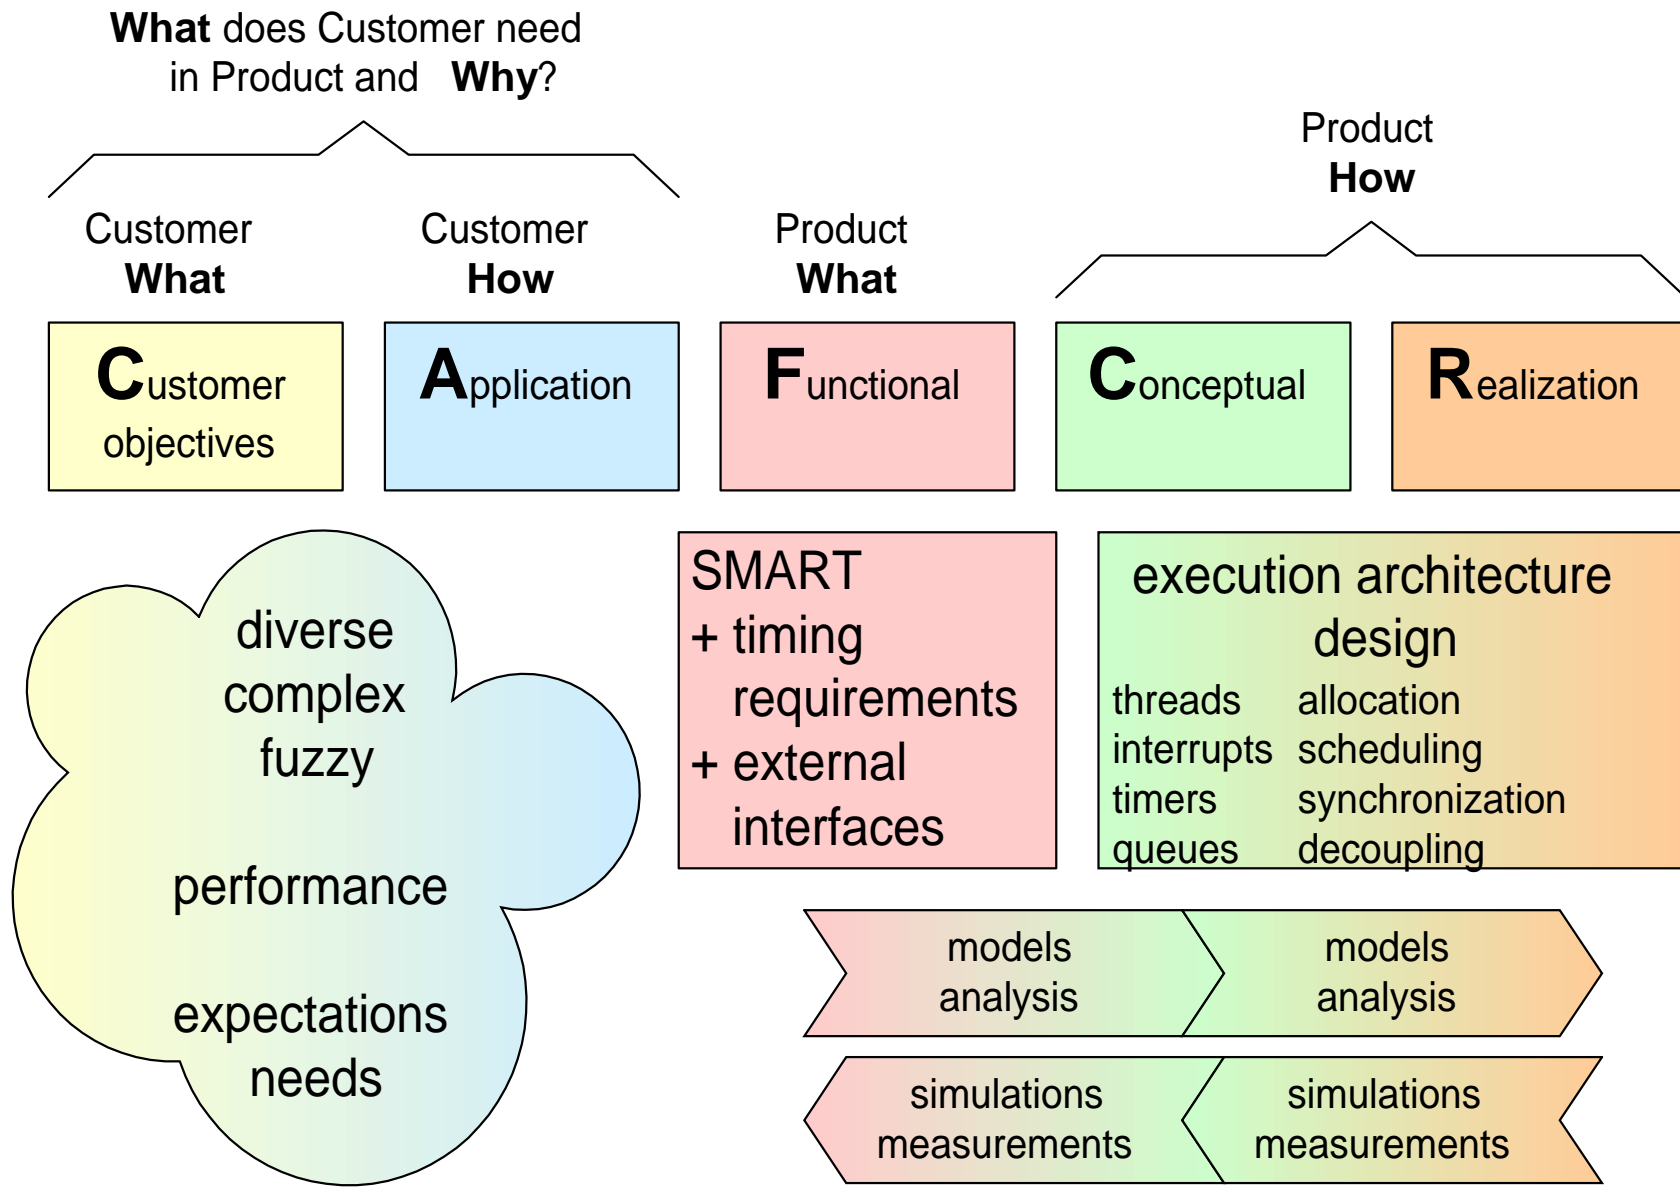 What does Customer need
in Product and Why?
Product
How
Customer
What
Customer
How
Product
What
Customer
objectives
Application
Functional
Conceptual
Realization
diverse
complex
fuzzy
performance
expectations
needs
SMART
+ timing
requirements
+ external
interfaces
execution architecture
design
threads allocation
interrupts scheduling
timers synchronization
queues decoupling
models
analysis
models
analysis
simulations
measurements
simulations
measurements